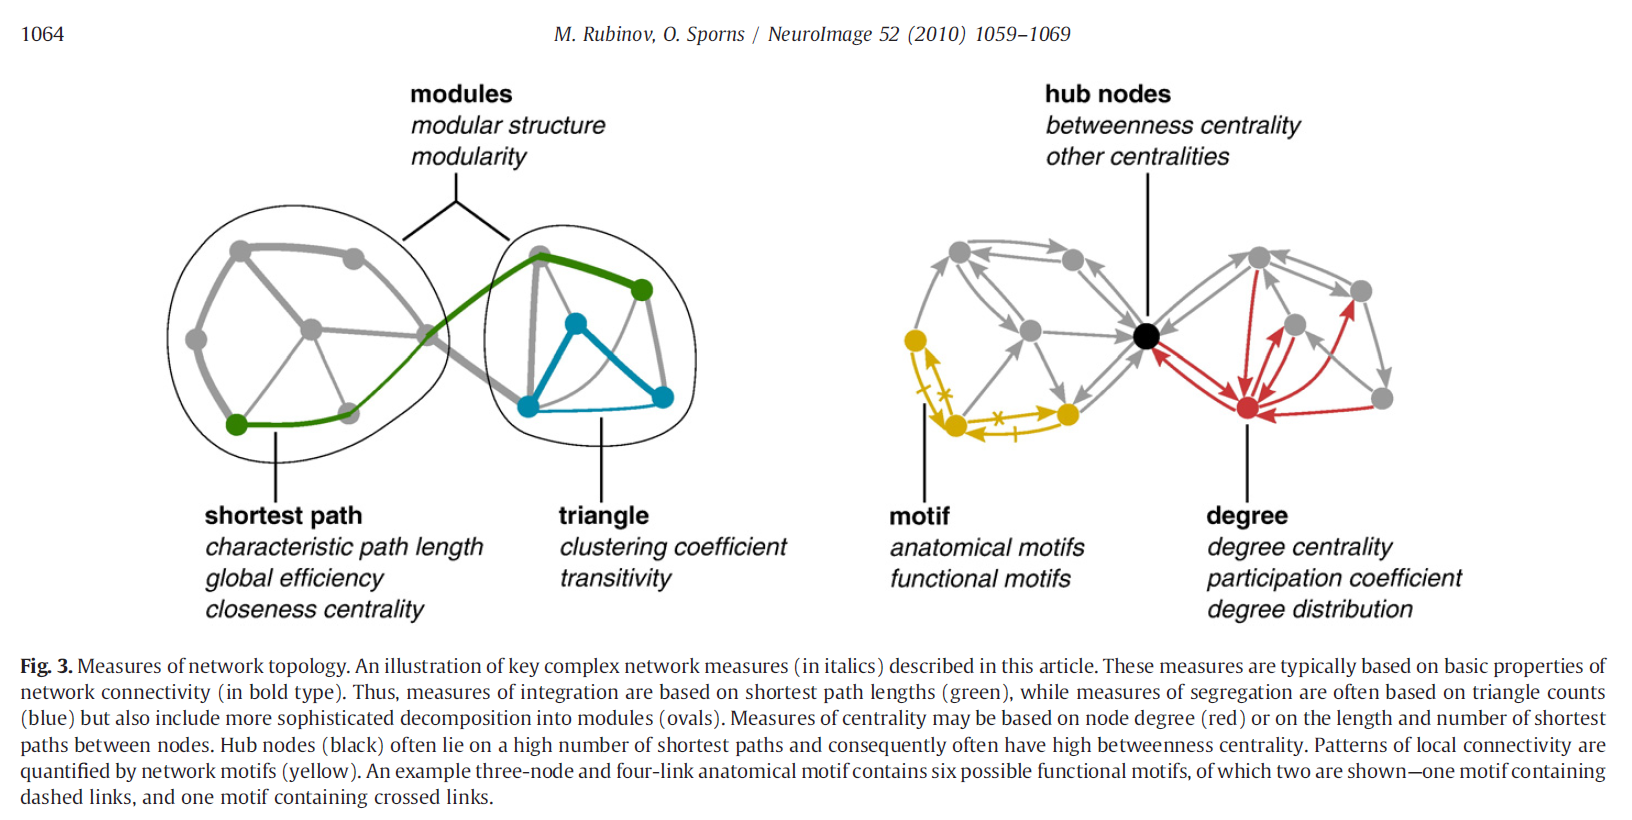 1064
M. Rubinov, O. Sporns / NeuroImage 52 (2010) 1059–1069
modules
modular structure
modularity
hub nodes
betweenness centrality
other centralities
shortest path
characteristic path length
global efficiency
closeness centrality
triangle
clustering coefficient
transitivity
motif
anatomical motifs
functional motifs
degree
degree centrality
participation coefficient
degree distribution
Fig. 3. Measures of network topology. An illustration of key complex network measures (in italics) described in this article. These measures are typically based on basic properties of
network connectivity (in bold type). Thus, measures of integration are based on shortest path lengths (green), while measures of segregation are often based on triangle counts
(blue) but also include more sophisticated decomposition into modules (ovals). Measures of centrality may be based on node degree (red) or on the length and number of shortest
paths between nodes. Hub nodes (black) often lie on a high number of shortest paths and consequently often have high betweenness centrality. Patterns of local connectivity are
quantified by network motifs (yellow). An example three-node and four-link anatomical motif contains six possible functional motifs, of which two are shown—one motif containing
dashed links, and one motif containing crossed links.